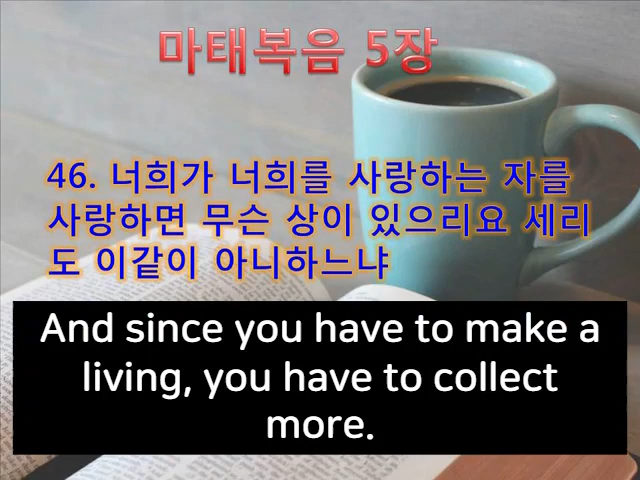 마태복음 5장
46. 너희가 너희를 사랑하는 자를
사랑하면 무슨 상이 있으리요 세리
도 이같이 아니하느냐
And since you have to make a
living, you have to collect
more.